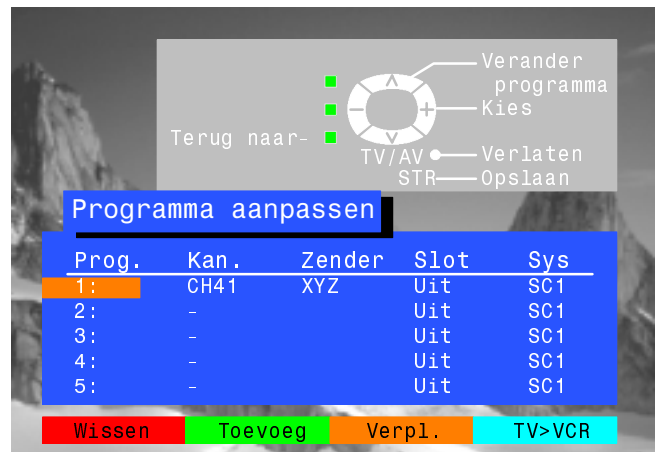 Verander
programma
Kies
Terug naar-
TV/AV Verlaten
STR Opslaan
Programma aanpassen
Prog. Kan. Zender Slot Sys
1: CH41 XYZ Uit SC1
2: - Uit SC1
3: - Uit SC1
4: - Uit SC1
5: - Uit SC1
Wissen Toevoeg Verpl. TV>VCR